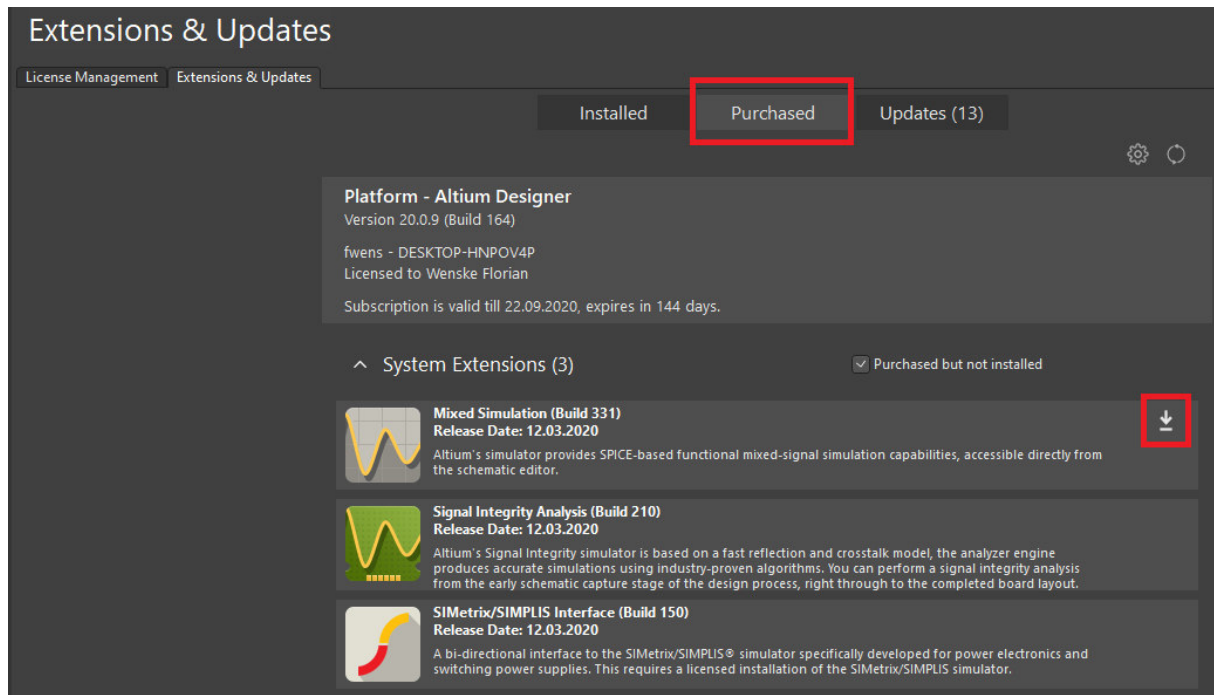 Extensions & Updates
License Management
Extensions & Updates
Installed
Purchased
Updates (13)
Platform - Altium Designer
Version 20.0.9 (Build 164)
fwens - DESKTOP-HNPOV4P
Licensed to Wenske Florian
Subscription is valid till 22.09.2020, expires in 144 days.
System Extensions (3)
Purchased but not installed
Mixed Simulation (Build 331)
Release Date: 12.03.2020
Altium's simulator provides SPICE-based functional mixed-signal simulation capabilities, accessible directly from
the schematic editor.
Signal Integrity Analysis (Build 210)
Release Date: 12.03.2020
Altium's Signal Integrity simulator is based on a fast reflection and crosstalk model, the analyzer engine
produces accurate simulations using industry-proven algorithms. You can perform a signal integrity analysis
from the early schematic capture stage of the design process, right through to the completed board layout.
SIMetrix/SIMPLIS Interface (Build 150)
Release Date: 12.03.2020
A bi-directional interface to the SIMetrix/SIMPLIS® simulator specifically developed for power electronics and
switching power supplies. This requires a licensed installation of the SIMetrix/SIMPLIS simulator.